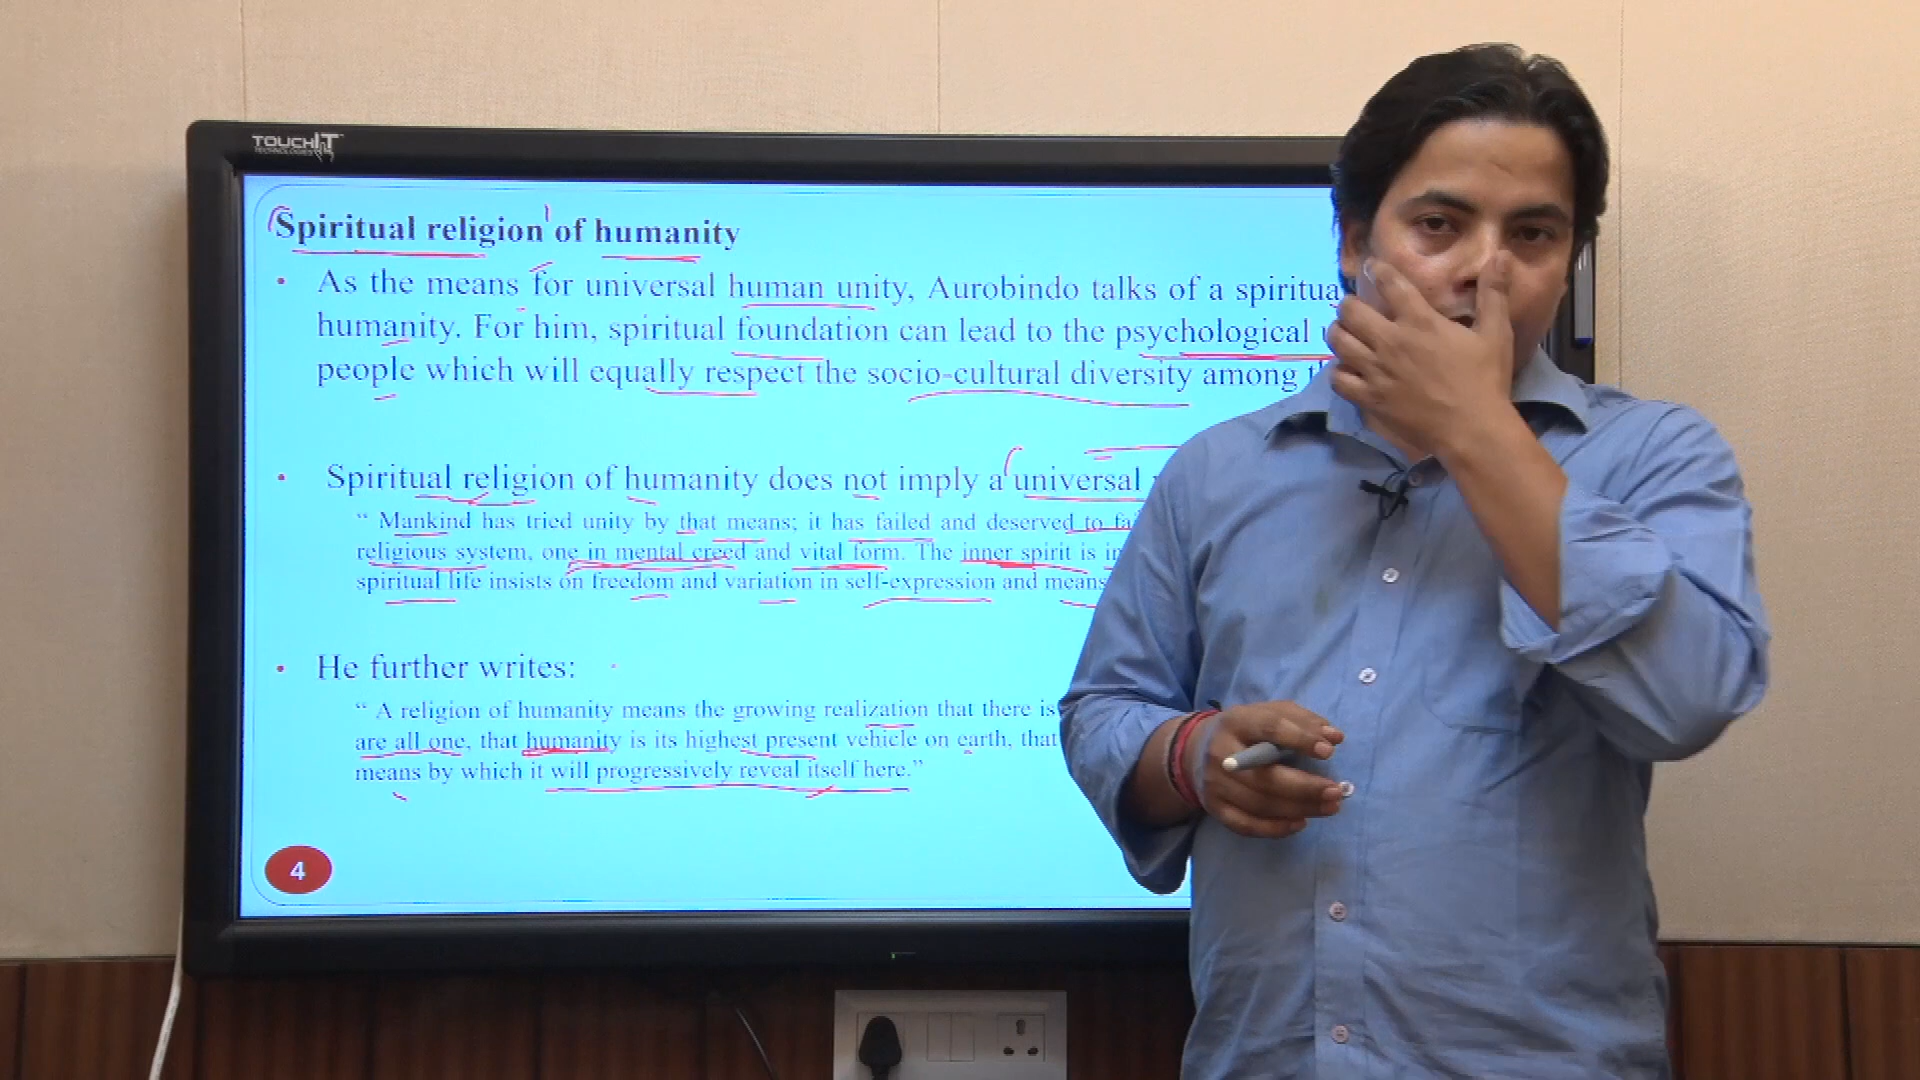 TOUCHIT
TECHNOLOGIES
Spiritual religion of humanity
• As the means for universal human unity, Aurobindo talks of a spiritua
humanity. For him, spiritual foundation can lead to the psychological u
people which will equally respect the socio-cultural diversity among t
• Spiritual religion of humanity does not imply a universal
“ Mankind has tried unity by that means; it has failed and deserved to fai
religious system, one in mental creed and vital form. The inner spirit is in
spiritual life insists on freedom and variation in self-expression and means
• He further writes:
“ A religion of humanity means the growing realization that there is
are all one, that humanity is its highest present vehicle on earth, that
means by which it will progressively reveal itself here.”
4